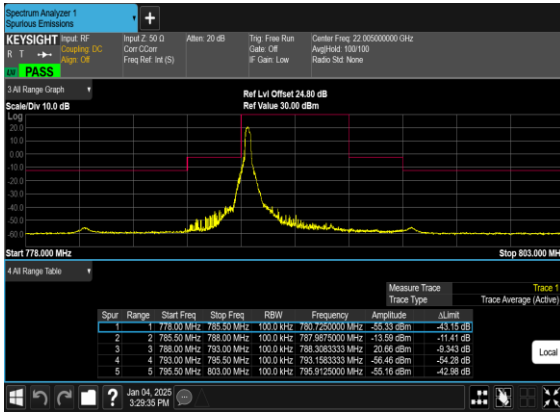 Spectrum Analyzer 1
Spurious Emissions
+
KEYSIGHT Input: RF Input Z: 50 Ω Atten: 20 dB Trig: Free Run Center Freq: 22.005000000 GHz
R T Coupling: DC Corr CCorr Gate: Off Avg|Hold: 100/100
Align: Off Freq Ref: Int (S) IF Gain: Low Radio Std: None
LM PASS
3 All Range Graph
Ref Lvl Offset 24.80 dB
Scale/Div 10.0 dB Ref Value 30.00 dBm
Log
20.0
10.0
0.00
-10.0
-20.0
-30.0
-40.0
-50.0
-60.0
Start 778.000 MHz Stop 803.000 MH
4 All Range Table
Measure Trace Trace 1
Trace Type Trace Average (Active)
Spur Range Start Freq Stop Freq RBW Frequency Amplitude ΔLimit
1 1 778.00 MHz 785.50 MHz 100.0 kHz 780.7250000 MHz -55.33 dBm -43.15 dB
2 2 785.50 MHz 788.00 MHz 100.0 kHz 787.9875000 MHz -13.59 dBm -11.41 dB
3 3 788.00 MHz 793.00 MHz 100.0 kHz 788.3083333 MHz 20.66 dBm -9.343 dB
4 4 793.00 MHz 795.50 MHz 100.0 kHz 793.1583333 MHz -56.46 dBm -54.28 dB
5 5 795.50 MHz 803.00 MHz 100.0 kHz 795.9125000 MHz -55.16 dBm -42.98 dB
Local
? Jan 04, 2025
3:29:35 PM